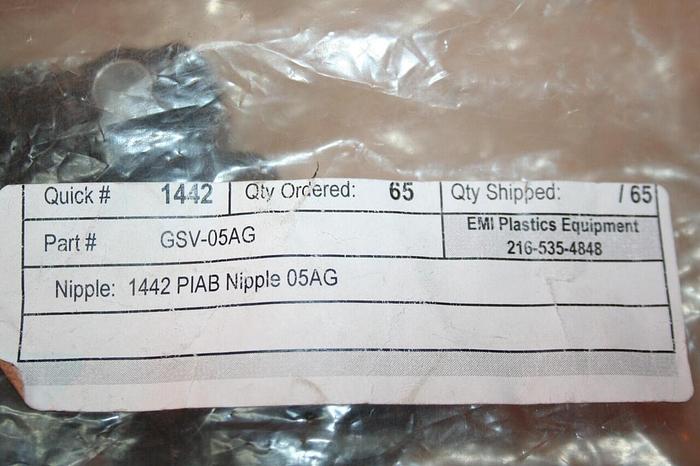 Quick # 1442 Qty Ordered: 65 Qty Shipped: / 65
Part # GSV-05AG EMI Plastics Equipment
216-535-4848
Nipple: 1442 PIAB Nipple 05AG